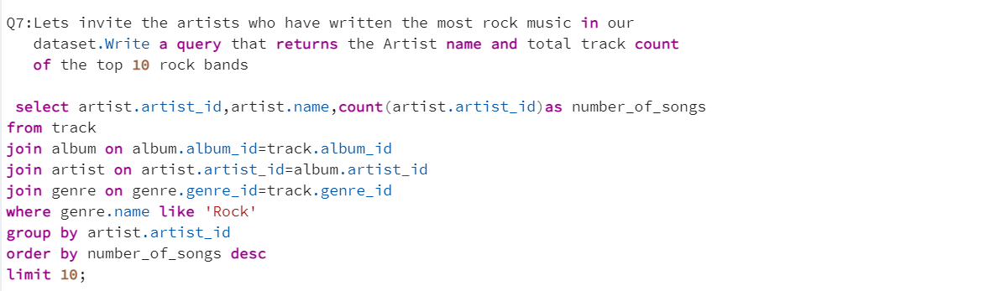 Q7:Lets invite the artists who have written the most rock music in our
dataset.Write a query that returns the Artist name and total track count
of the top 10 rock bands
select artist.artist_id,artist.name,count(artist.artist_id)as number_of_songs
from track
join album on album.album_id=track.album_id
join artist on artist.artist_id=album.artist_id
join genre on genre.genre_id=track.genre_id
where genre.name like 'Rock'
group by artist.artist_id
order by number_of_songs desc
limit 10;